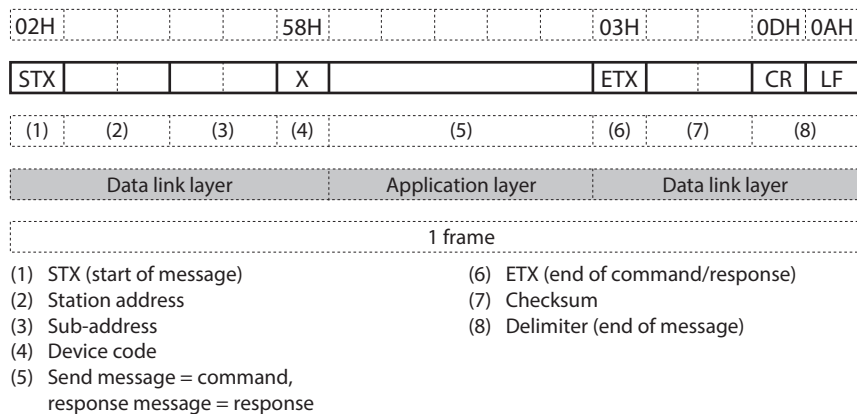 02H 58H 03H 0DH 0AH
STX X ETX CR LF
(1) (2) (3) (4) (5) (6) (7) (8)
Data link layer Application layer Data link layer
1 frame
(1) STX (start of message)
(2) Station address
(3) Sub-address
(4) Device code
(5) Send message = command,
response message = response
(6) ETX (end of command/response)
(7) Checksum
(8) Delimiter (end of message)